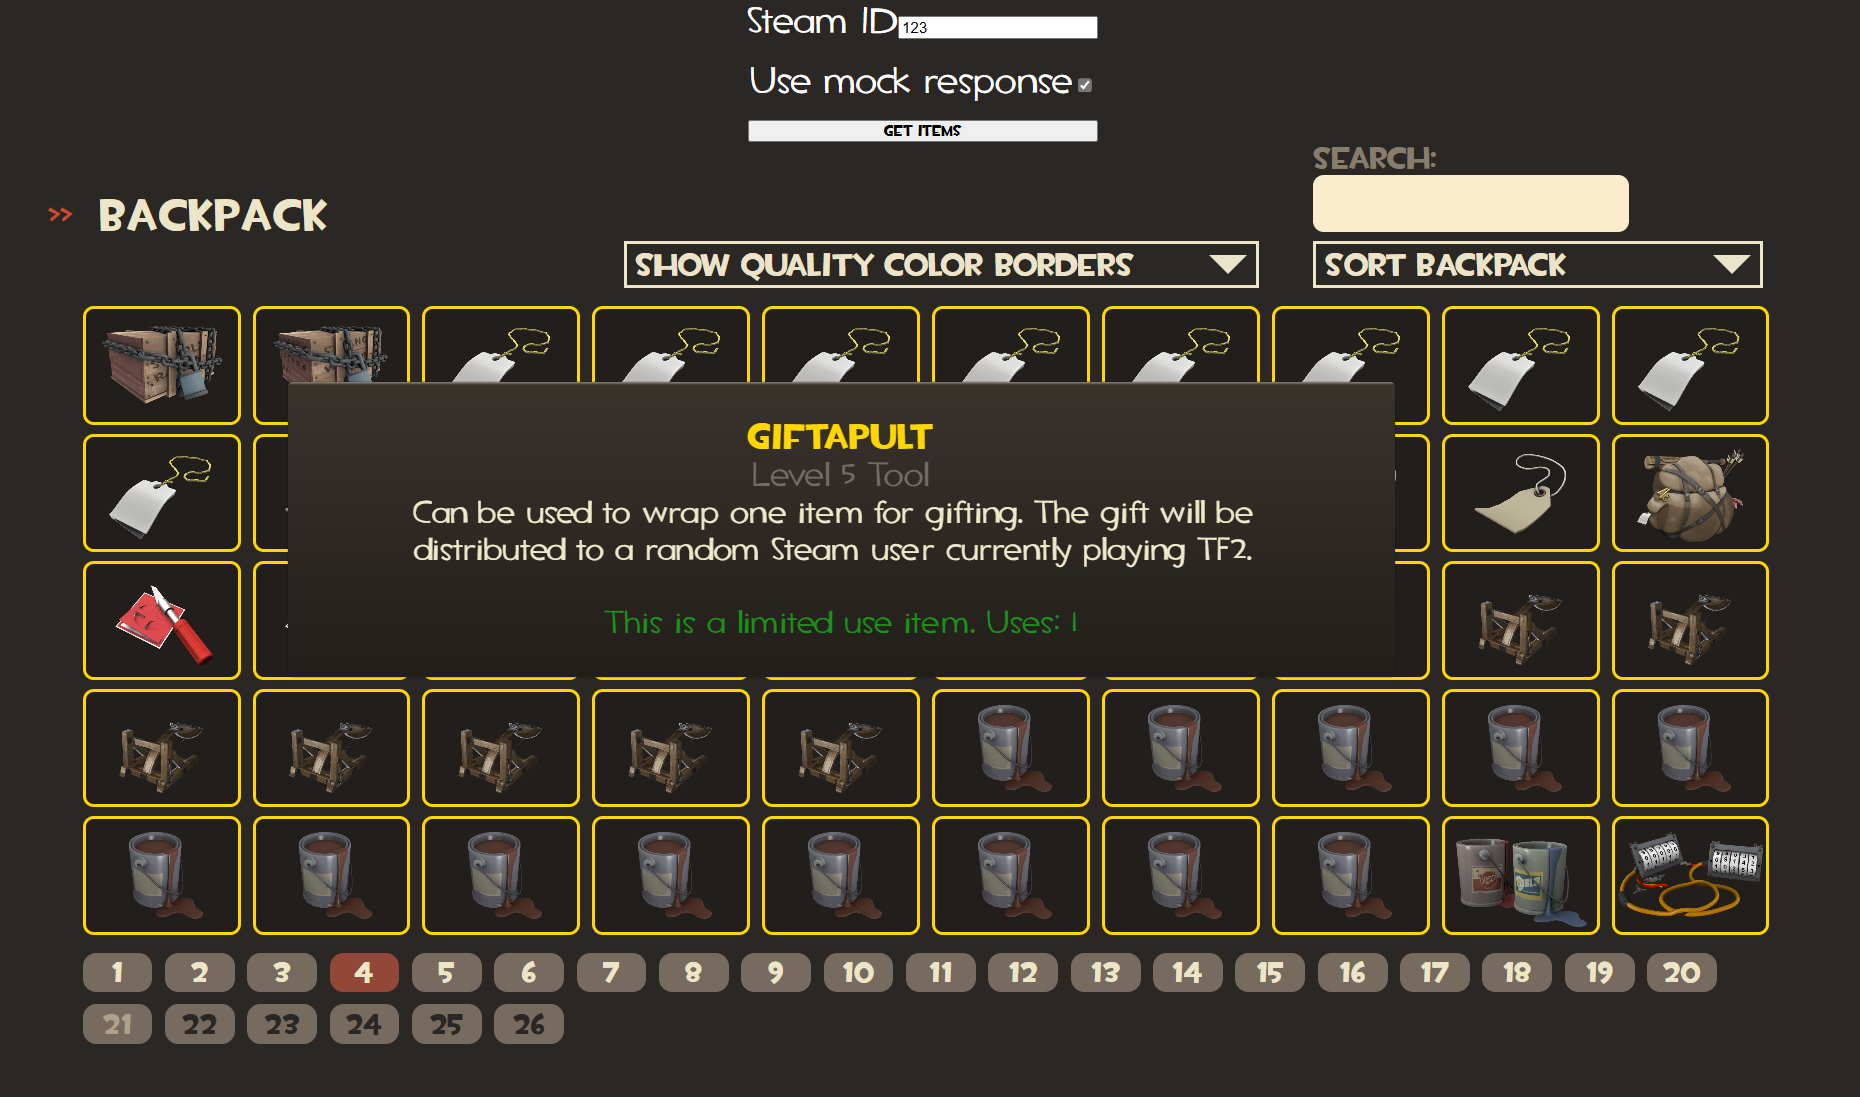 Steam ID 123
Use mock response
GET ITEMS
SEARCH:
>> BACKPACK
SHOW QUALITY COLOR BORDERS
SORT BACKPACK
GIFTAPULT
Level 5 Tool
Can be used to wrap one item for gifting. The gift will be
distributed to a random Steam user currently playing TF2.
This is a limited use item. Uses: 1
1 2 3 4 5 6 7 8 9 10 11 12 13 14 15 16 17 18 19 20
21 22 23 24 25 26